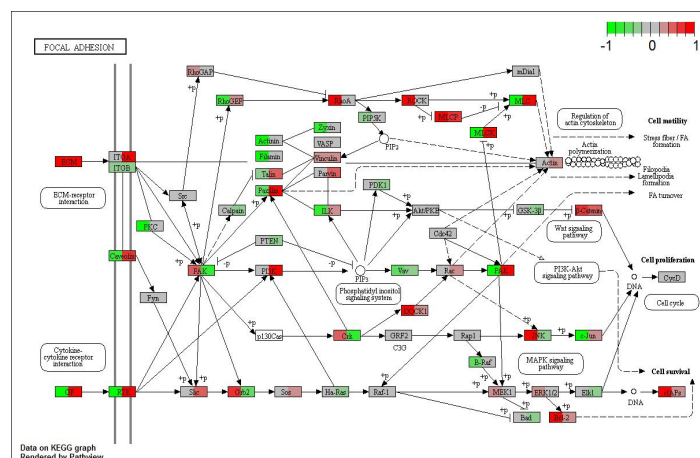 -1 0 1
FOCAL ADHESION
RhoGAP
mDia1
+p
RhoGEF
RhoA
ROCK
MLC
+p
MLCP
-p
+p
PIP5K
MLCK
Regulation of
actin cytoskeleton
Cell motility
Stress fiber / FA
formation
Actinin
Zyxin
VASP
PIP2
Actin
Actin
polymerization
ECM
ITGA
ITGB
Filamin
Vinculin
Filopodia
Lamellipodia
formation
Talin
Parvin
Paxillin
PDK1
FA turnover
ECM-receptor
interaction
Src
Calpain
ILK
Akt/PKB
GSK-3β
β-Catenin
PKC
Cdc42
Wnt signaling
pathway
PTEN
Cell proliferation
Caveolin
FAK
PI3K
PIP3
Vav
Rac
PAK
PI3K-Akt
signaling pathway
DNA
CycD
Fyn
Phosphatidyl inositol
signaling system
Cell cycle
DOCK1
p130Cas
Crk
GRF2
Rap1
JNK
c-Jun
C3G
Cytokine-cytokine receptor
interaction
B-Raf
MAPK signaling
pathway
Cell survival
GF
RTK
Shc
Grb2
Sos
Ha-Ras
Raf-1
MEK1
ERK1/2
Elk1
DNA
cIAPs
Bad
Bcl-2
Data on KEGG graph
Rendered by Pathview